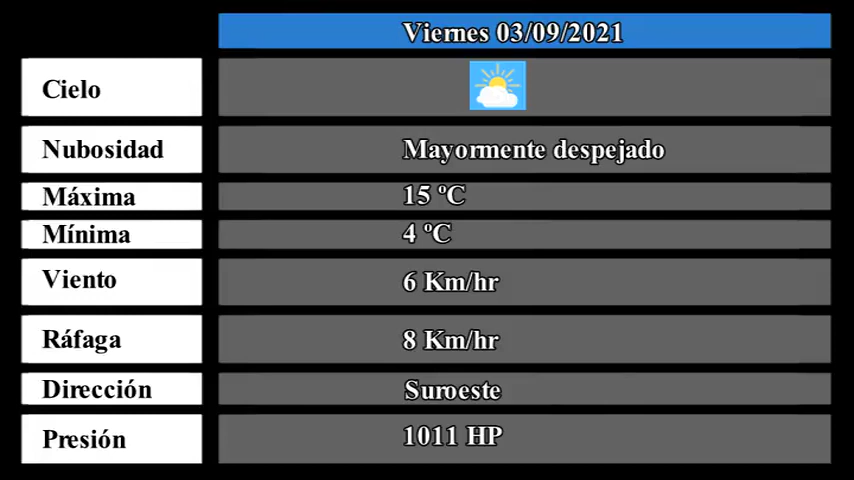 Viernes 03/09/2021
Cielo
Nubosidad Mayormente despejado
Máxima 15 ºC
Mínima 4 ºC
Viento 6 Km/hr
Ráfaga 8 Km/hr
Dirección Suroeste
Presión 1011 HP